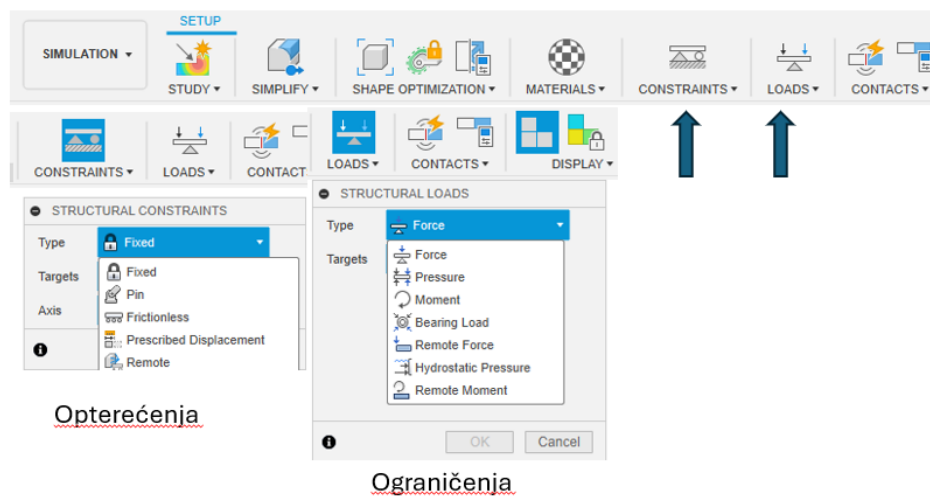 SETUP
SIMULATION
STUDY
SIMPLIFY
SHAPE OPTIMIZATION
MATERIALS
CONSTRAINTS
LOADS
CONTACTS
CONSTRAINTS
LOADS
CONTACT
STRUCTURAL CONSTRAINTS
Type Fixed
Targets
Axis
Fixed
Pin
Frictionless
Prescribed Displacement
Remote
Opterećenja
LOADS
CONTACTS
DISPLAY
STRUCTURAL LOADS
Type Force
Targets
Force
Pressure
Moment
Bearing Load
Remote Force
Hydrostatic Pressure
Remote Moment
OK Cancel
Ograničenja